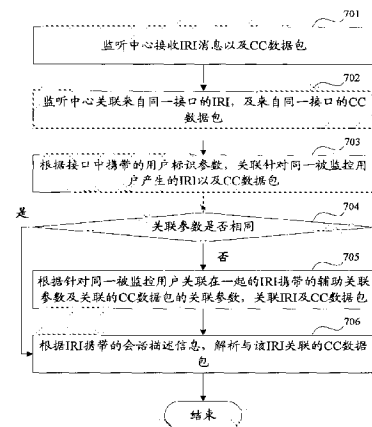 701
监听中心接收IRI消息以及CC数据包
702
监听中心关联来自同一接口的IRI，及来自同一接口的CC
数据包
703
根据接口中携带的用户标识参数，关联针对同一被监控用
户产生的IRI以及CC数据包
704
是
关联参数是否相同
否
705
根据针对同一被监控用户关联在一起的IRI携带的辅助关联
参数及关联的CC数据包的关联参数，关联IRI及CC数据包
706
根据IRI携带的会话描述信息，解析与该IRI关联的CC数据
包
结束